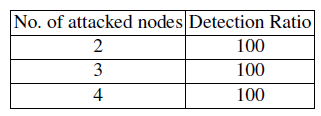 No. of attacked nodes Detection Ratio
2 100
3 100
4 100